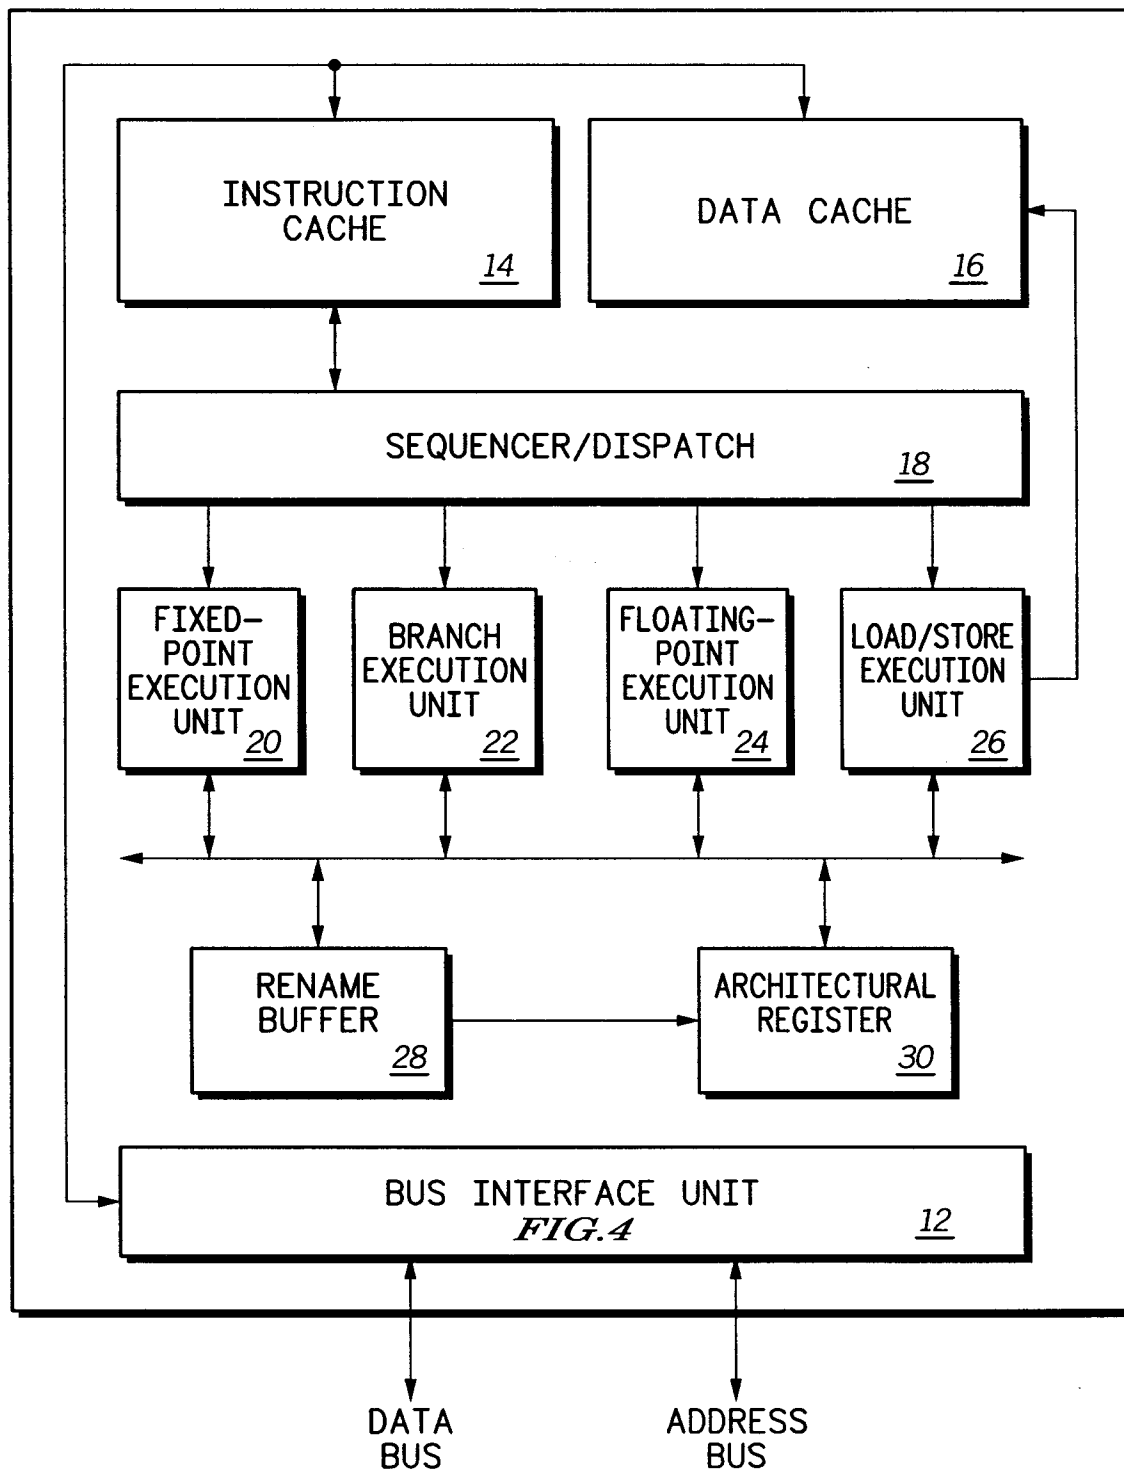 INSTRUCTION
CACHE
14
DATA CACHE
16
SEQUENCER/DISPATCH
18
FIXED-
POINT
EXECUTION
UNIT
20
BRANCH
EXECUTION
UNIT
22
FLOATING-
POINT
EXECUTION
UNIT
24
LOAD/STORE
EXECUTION
UNIT
26
RENAME
BUFFER
28
ARCHITECTURAL
REGISTER
30
BUS INTERFACE UNIT
FIG.4
12
DATA
BUS
ADDRESS
BUS